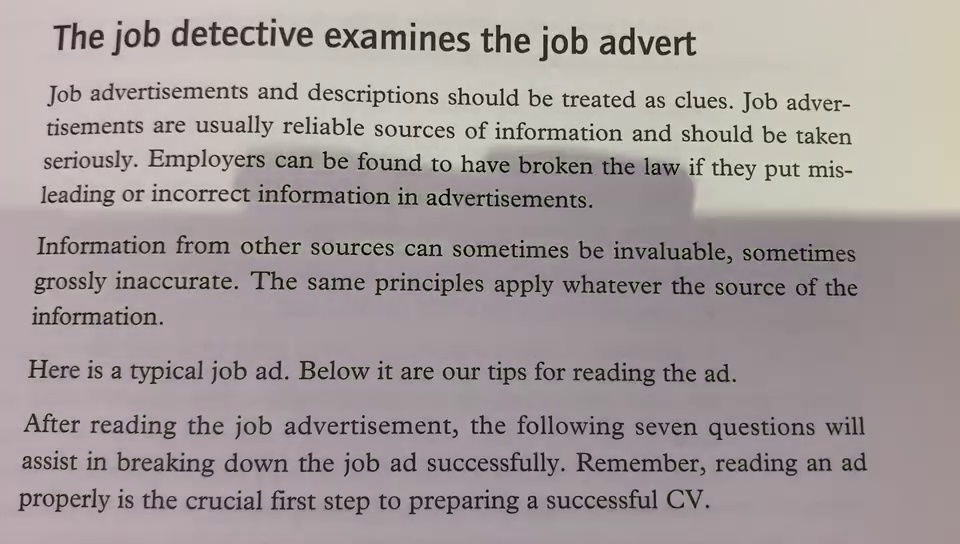 The job detective examines the job advert
Job advertisements and descriptions should be treated as clues. Job adver-
tisements are usually reliable sources of information and should be taken
seriously. Employers can be found to have broken the law if they put mis-
leading or incorrect information in advertisements.
Information from other sources can sometimes be invaluable, sometimes
grossly inaccurate. The same principles apply whatever the source of the
information.
Here is a typical job ad. Below it are our tips for reading the ad.
After reading the job advertisement, the following seven questions will
assist in breaking down the job ad successfully. Remember, reading an ad
properly is the crucial first step to preparing a successful CV.